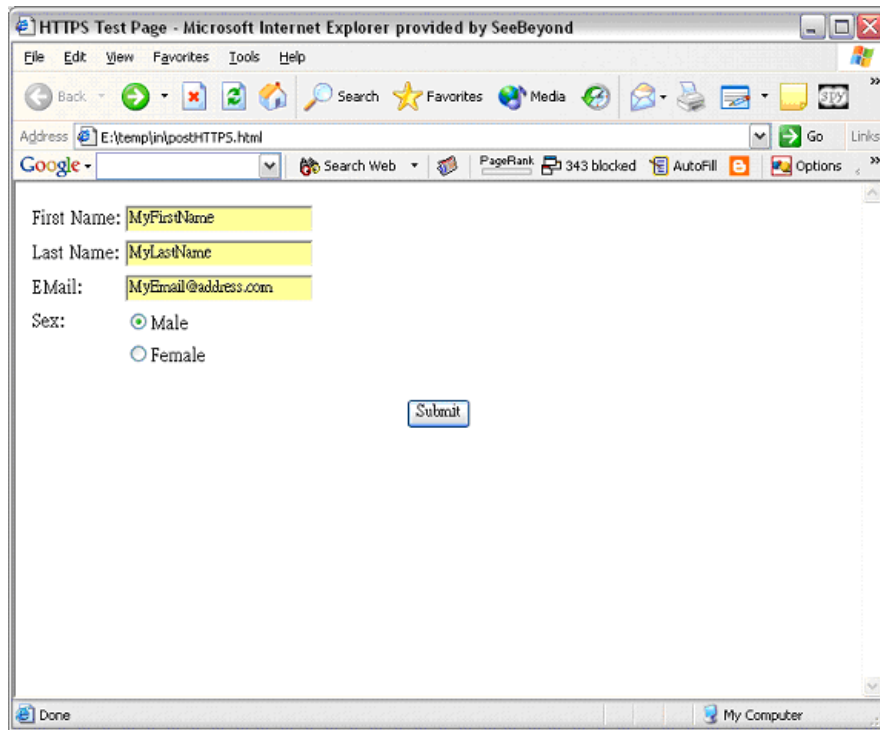 HTTPS Test Page - Microsoft Internet Explorer provided by SeeBeyond
File Edit View Favorites Tools Help
Back Search Favorites Media spy »
Address E:\temp\in\postHTTPS.html Go Links
Google Search Web PageRank 343 blocked AutoFill Options »
First Name: MyFirstName
Last Name: MyLastName
EMail: MyEmail@address.com
Sex: Male
Female
Submit
Done My Computer